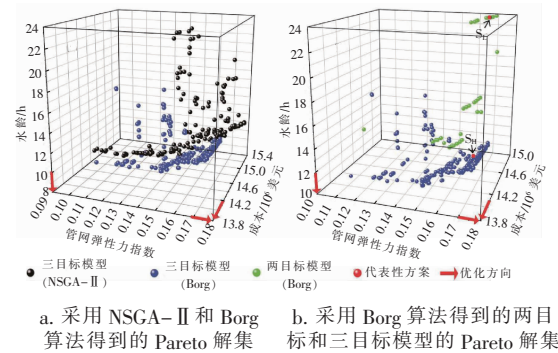 24
22
20
18
16
14
12
10
8
水龄/h
0.098
0.10
0.11
0.12
0.13
0.14
0.15
0.16
0.17
0.18
管网弹性力指数
15.4
15.0
14.6
14.2
13.8
成本/10⁶ 美元
24
22
20
18
16
14
12
10
8
水龄/h
0.10
0.11
0.12
0.13
0.14
0.15
0.16
0.17
0.18
管网弹性力指数
15.0
14.6
14.2
13.8
成本/10⁶ 美元
S_H
三目标模型
(NSGA-Ⅱ)
三目标模型
(Borg)
两目标模型
(Borg)
代表性方案
优化方向
a. 采用 NSGA-Ⅱ 和 Borg
算法得到的 Pareto 解集
b. 采用 Borg 算法得到的两目
标和三目标模型的 Pareto 解集